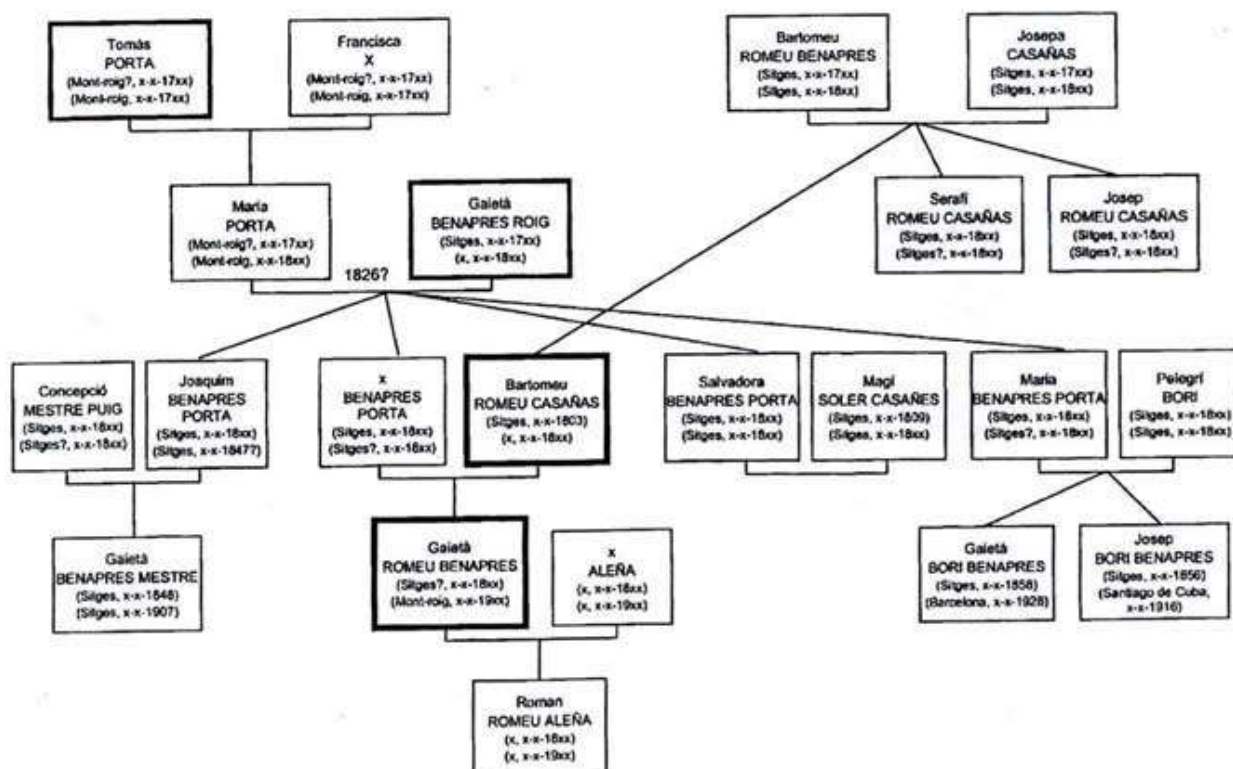 Tomàs
PORTA
(Mont-roig?, x-x-17xx)
(Mont-roig, x-x-17xx)
Francisca
X
(Mont-roig?, x-x-17xx)
(Mont-roig, x-x-17xx)
Bartomeu
ROMEU BENAPRES
(Sitges, x-x-17xx)
(Sitges, x-x-18xx)
Josepa
CASAÑAS
(Sitges, x-x-17xx)
(Sitges, x-x-18xx)
Maria
PORTA
(Mont-roig?, x-x-17xx)
(Mont-roig, x-x-18xx)
Gaietà
BENAPRES ROIG
(Sitges, x-x-17xx)
(x, x-x-18xx)
Serafí
ROMEU CASAÑAS
(Sitges, x-x-18xx)
(Sitges?, x-x-18xx)
Josep
ROMEU CASAÑAS
(Sitges, x-x-18xx)
(Sitges?, x-x-18xx)
1826?
Concepció
MESTRE PUIG
(Sitges, x-x-18xx)
(Sitges?, x-x-18xx)
Joaquim
BENAPRES
PORTA
(Sitges, x-x-18xx)
(Sitges, x-x-1847?)
x
BENAPRES
PORTA
(Sitges, x-x-18xx)
(Sitges?, x-x-18xx)
Bartomeu
ROMEU CASAÑAS
(Sitges, x-x-1803)
(x, x-x-18xx)
Salvadora
BENAPRES PORTA
(Sitges, x-x-18xx)
(Sitges, x-x-18xx)
Magí
SOLER CASAÑES
(Sitges, x-x-1809)
(Sitges, x-x-18xx)
Maria
BENAPRES PORTA
(Sitges, x-x-18xx)
(Sitges?, x-x-18xx)
Pelegrí
BORI
(Sitges, x-x-18xx)
(Sitges, x-x-18xx)
Gaietà
BENAPRES MESTRE
(Sitges, x-x-1848)
(Sitges, x-x-1907)
Gaietà
ROMEU BENAPRES
(Sitges?, x-x-18xx)
(Mont-roig, x-x-19xx)
x
ALEÑA
(x, x-x-18xx)
(x, x-x-19xx)
Gaietà
BORI BENAPRES
(Sitges, x-x-1858)
(Barcelona, x-x-1928)
Josep
BORI BENAPRES
(Sitges, x-x-1856)
(Santiago de Cuba,
x-x-1916)
Roman
ROMEU ALEÑA
(x, x-x-18xx)
(x, x-x-19xx)